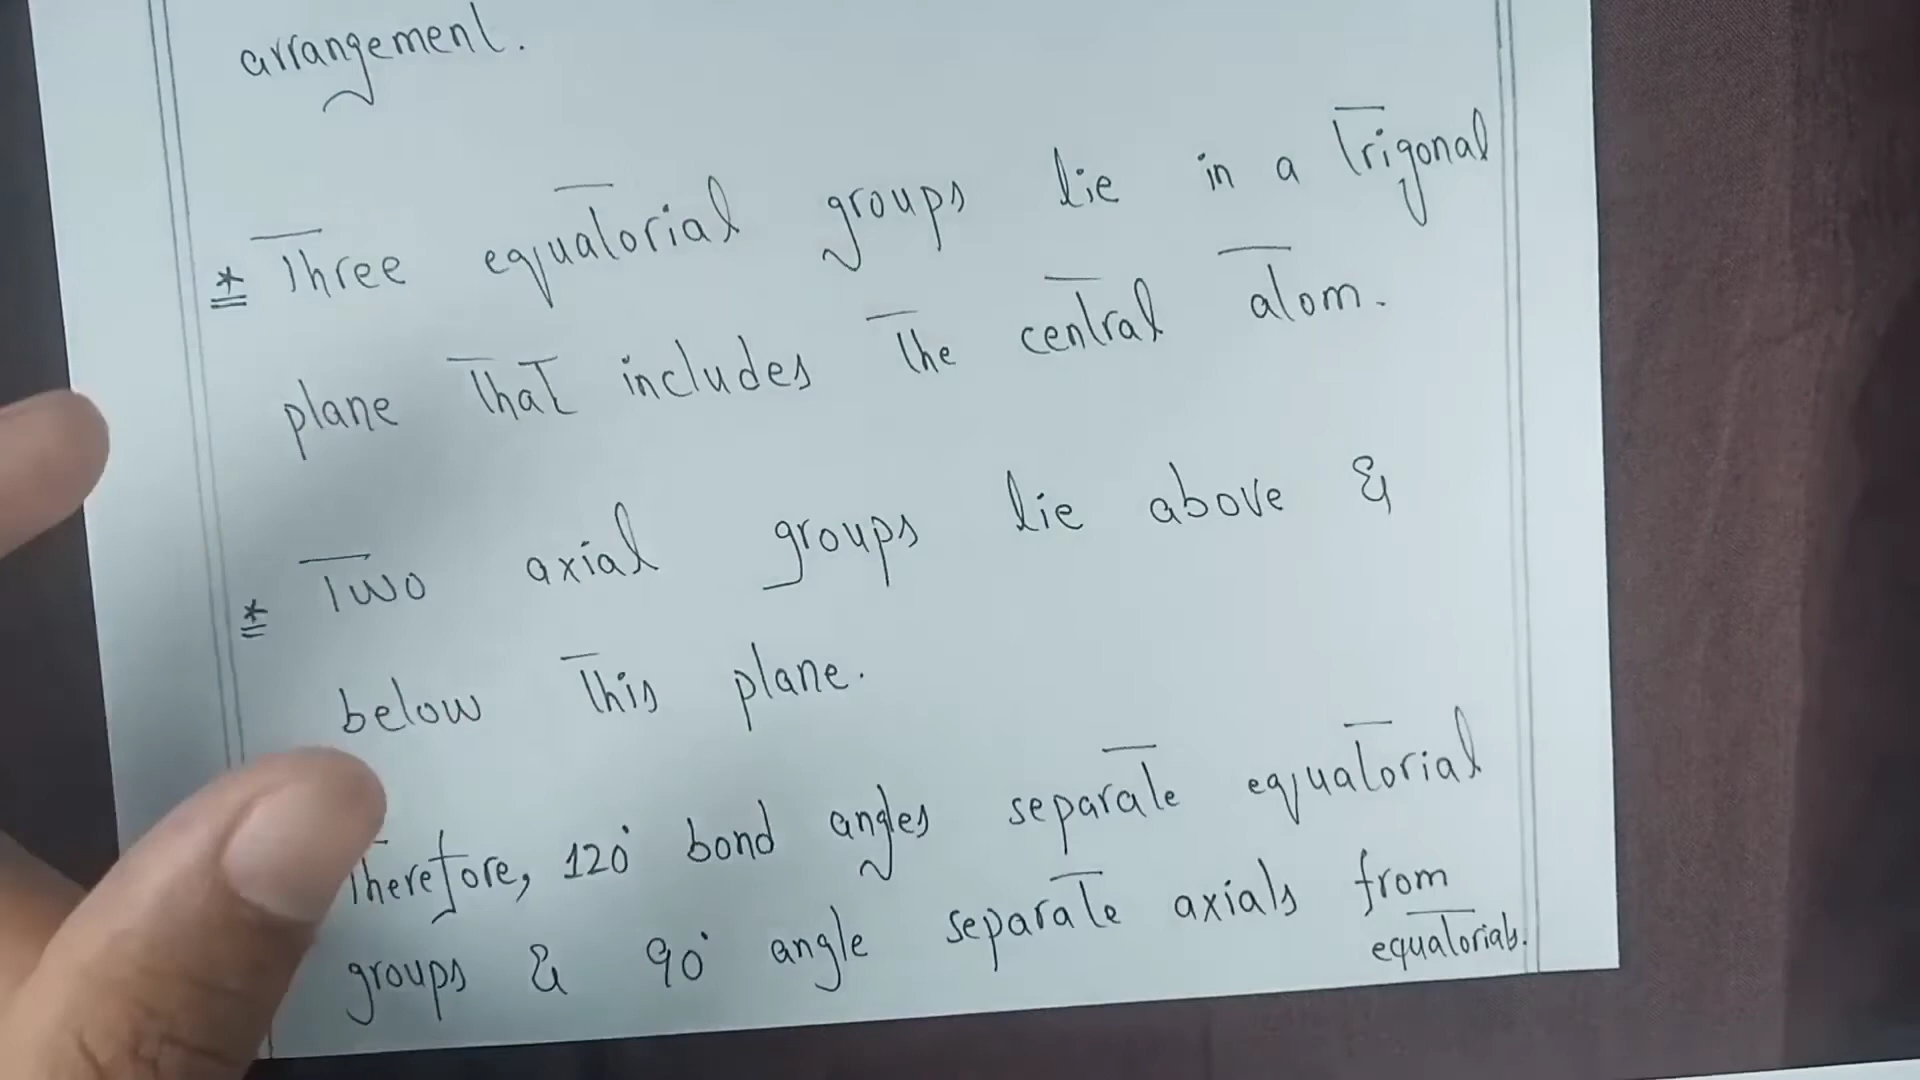 arrangement.
* Three equatorial groups lie in a trigonal
plane that includes the central atom.
* Two axial groups lie above &
below this plane.
Therefore, 120° bond angles separate equatorial
groups & 90° angle separate axials from
equatorials.